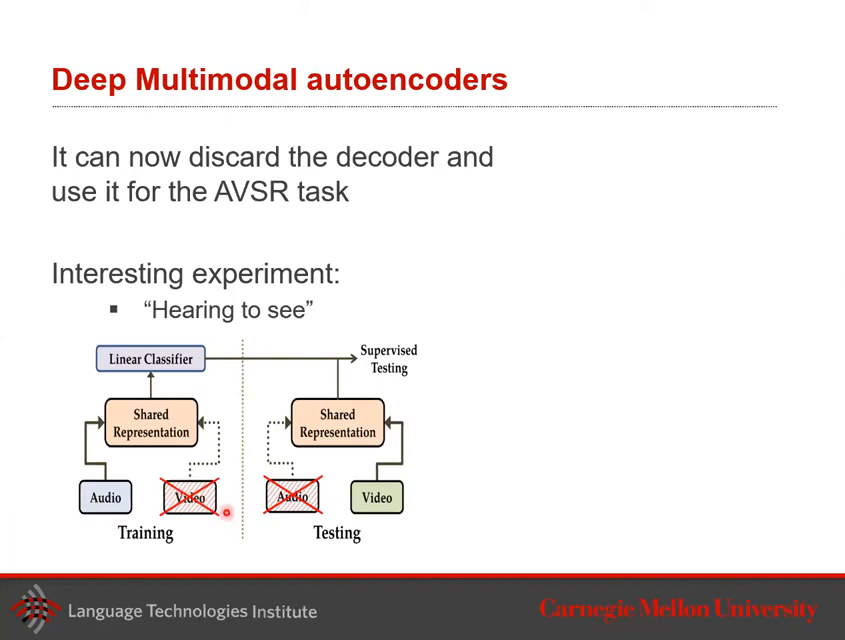 Deep Multimodal autoencoders
It can now discard the decoder and
use it for the AVSR task
Interesting experiment:
▪ “Hearing to see”
Linear Classifier
Supervised
Testing
Shared
Representation
Shared
Representation
Audio
Video
Audio
Video
Training
Testing
Language Technologies Institute
Carnegie Mellon University